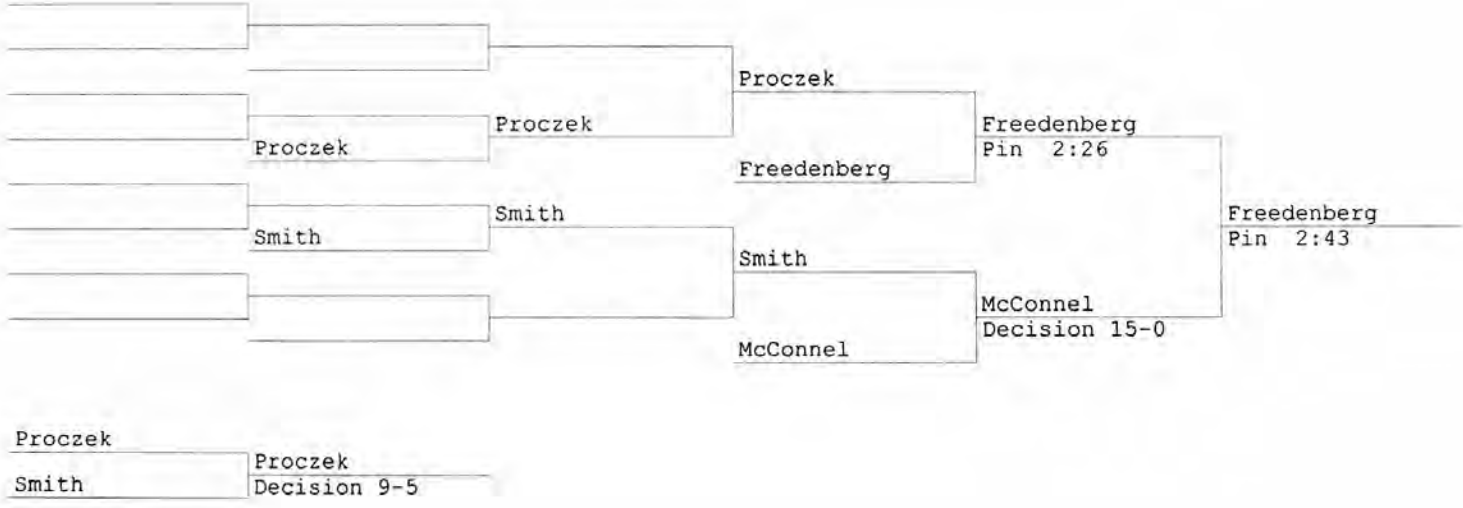 Proczek
Proczek
Freedenberg
Proczek
Pin 2:26
Freedenberg
Smith
Freedenberg
Smith
Pin 2:43
Smith
McConnel
Decision 15-0
McConnel
Proczek
Proczek
Smith
Decision 9-5